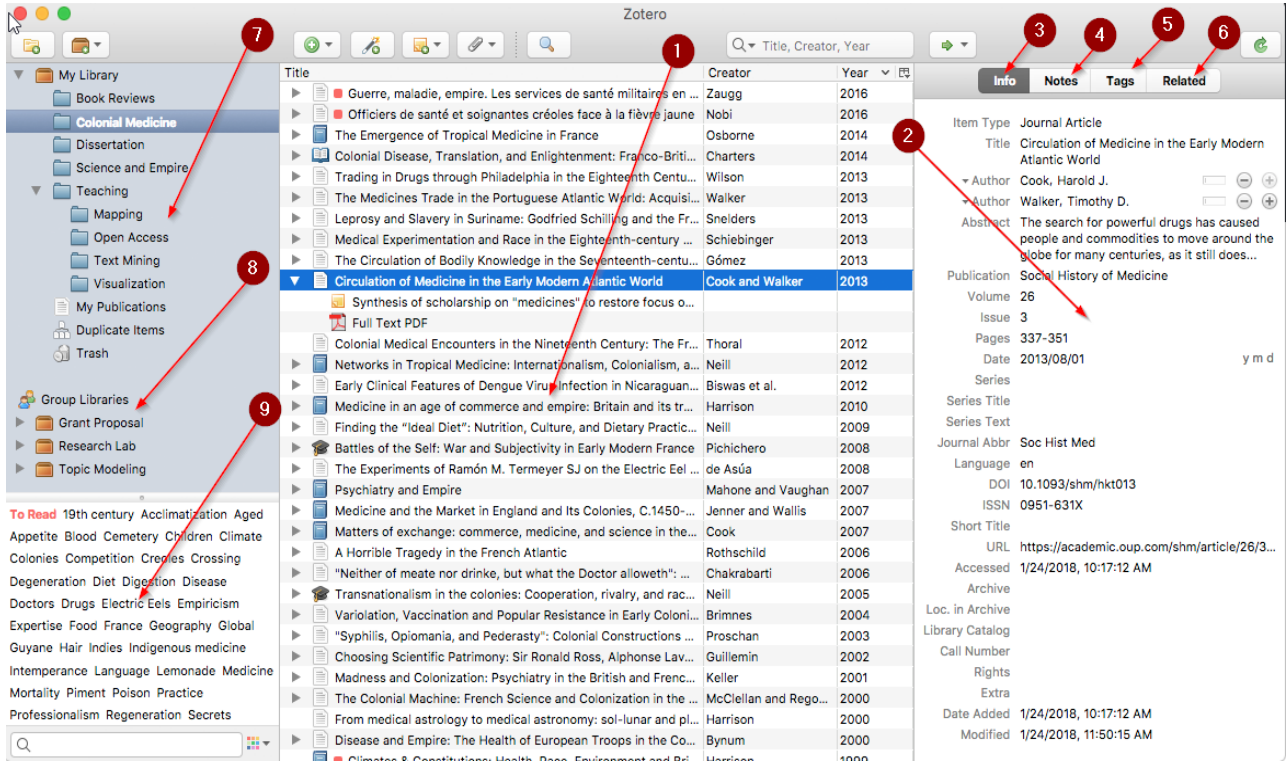 Zotero
Title, Creator, Year
7
1
3
4
5
6
2
8
9
My Library
Book Reviews
Colonial Medicine
Dissertation
Science and Empire
Teaching
Mapping
Open Access
Text Mining
Visualization
My Publications
Duplicate Items
Trash
Group Libraries
Grant Proposal
Research Lab
Topic Modeling
To Read 19th century Acclimatization Aged
Appetite Blood Cemetery Children Climate
Colonies Competition Creoles Crossing
Degeneration Diet Digestion Disease
Doctors Drugs Electric Eels Empiricism
Expertise Food France Geography Global
Guyane Hair Indies Indigenous medicine
Intemperance Language Lemonade Medicine
Mortality Piment Poison Practice
Professionalism Regeneration Secrets
Title Creator Year
Guerre, maladie, empire. Les services de santé militaires en ... Zaugg 2016
Officiers de santé et soignantes créoles face à la fièvre jaune Nobi 2016
The Emergence of Tropical Medicine in France Osborne 2014
Colonial Disease, Translation, and Enlightenment: Franco-Briti... Charters 2014
Trading in Drugs through Philadelphia in the Eighteenth Centu... Wilson 2013
The Medicines Trade in the Portuguese Atlantic World: Acquisi... Walker 2013
Leprosy and Slavery in Suriname: Godfried Schilling and the Fr... Snelders 2013
Medical Experimentation and Race in the Eighteenth-century ... Schiebinger 2013
The Circulation of Bodily Knowledge in the Seventeenth-centu... Gómez 2013
Circulation of Medicine in the Early Modern Atlantic World Cook and Walker 2013
Synthesis of scholarship on "medicines" to restore focus o...
Full Text PDF
Colonial Medical Encounters in the Nineteenth Century: The Fr... Thoral 2012
Networks in Tropical Medicine: Internationalism, Colonialism, a... Neill 2012
Early Clinical Features of Dengue Virus Infection in Nicaraguan... Biswas et al. 2012
Medicine in an age of commerce and empire: Britain and its tr... Harrison 2010
Finding the “Ideal Diet”: Nutrition, Culture, and Dietary Practic... Neill 2009
Battles of the Self: War and Subjectivity in Early Modern France Pichichero 2008
The Experiments of Ramón M. Termeyer SJ on the Electric Eel ... de Asúa 2008
Psychiatry and Empire Mahone and Vaughan 2007
Medicine and the Market in England and Its Colonies, C.1450-... Jenner and Wallis 2007
Matters of exchange: commerce, medicine, and science in the... Cook 2007
A Horrible Tragedy in the French Atlantic Rothschild 2006
"Neither of meate nor drinke, but what the Doctor alloweth": ... Chakrabarti 2006
Transnationalism in the colonies: Cooperation, rivalry, and rac... Neill 2005
Variolation, Vaccination and Popular Resistance in Early Coloni... Brimnes 2004
"Syphilis, Opiomania, and Pederasty": Colonial Constructions ... Proschan 2003
Choosing Scientific Patrimony: Sir Ronald Ross, Alphonse Lav... Guillemin 2002
Madness and Colonization: Psychiatry in the British and Frenc... Keller 2001
The Colonial Machine: French Science and Colonization in the ... McClellan and Rego... 2000
From medical astrology to medical astronomy: sol-lunar and pl... Harrison 2000
Disease and Empire: The Health of European Troops in the Co... Bynum 2000
Climates & Constitutions: Health, Race, Environment and Bri... Harrison 1999
Info Notes Tags Related
Item Type Journal Article
Title Circulation of Medicine in the Early Modern
Atlantic World
Author Cook, Harold J.
Author Walker, Timothy D.
Abstract The search for powerful drugs has caused
people and commodities to move around the
globe for many centuries, as it still does...
Publication Social History of Medicine
Volume 26
Issue 3
Pages 337-351
Date 2013/08/01 y m d
Series
Series Title
Series Text
Journal Abbr Soc Hist Med
Language en
DOI 10.1093/shm/hkt013
ISSN 0951-631X
Short Title
URL https://academic.oup.com/shm/article/26/3...
Accessed 1/24/2018, 10:17:12 AM
Archive
Loc. in Archive
Library Catalog
Call Number
Rights
Extra
Date Added 1/24/2018, 10:17:12 AM
Modified 1/24/2018, 11:50:15 AM